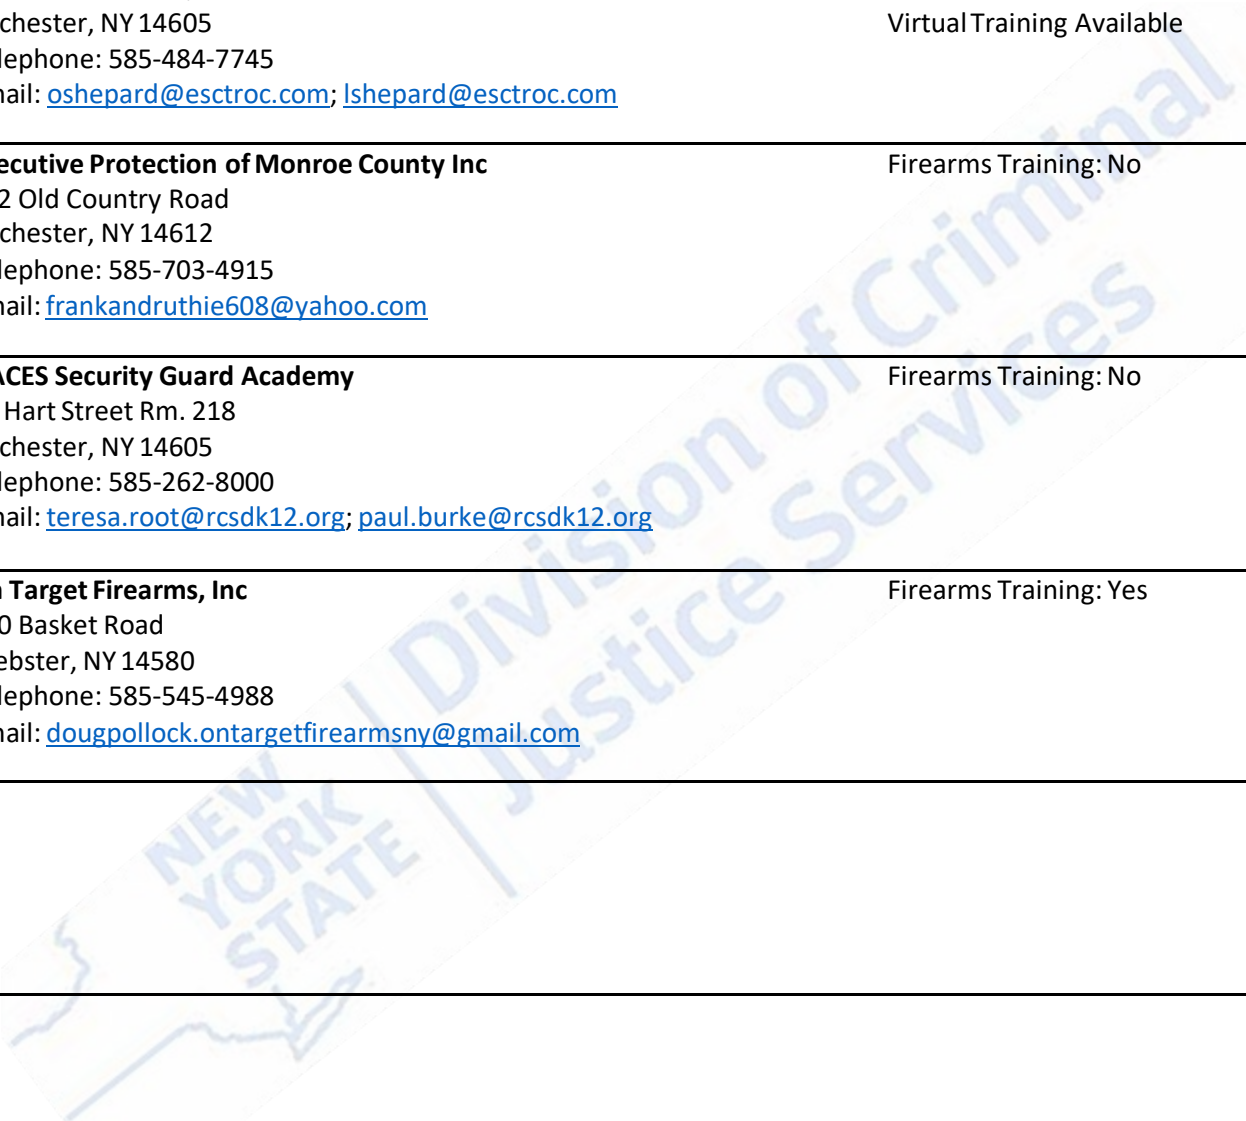 chester, NY 14605 Virtual Training Available
lephone: 585-484-7745
nail: oshepard@esctroc.com; lshepard@esctroc.com
ecutive Protection of Monroe County Inc Firearms Training: No
2 Old Country Road
chester, NY 14612
lephone: 585-703-4915
nail: frankandruthie608@yahoo.com
ACES Security Guard Academy Firearms Training: No
Hart Street Rm. 218
chester, NY 14605
lephone: 585-262-8000
nail: teresa.root@rcsdk12.org; paul.burke@rcsdk12.org
n Target Firearms, Inc Firearms Training: Yes
0 Basket Road
ebster, NY 14580
lephone: 585-545-4988
nail: dougpollock.ontargetfirearmsny@gmail.com
NEW
YORK
STATE
Division of Criminal
Justice Services